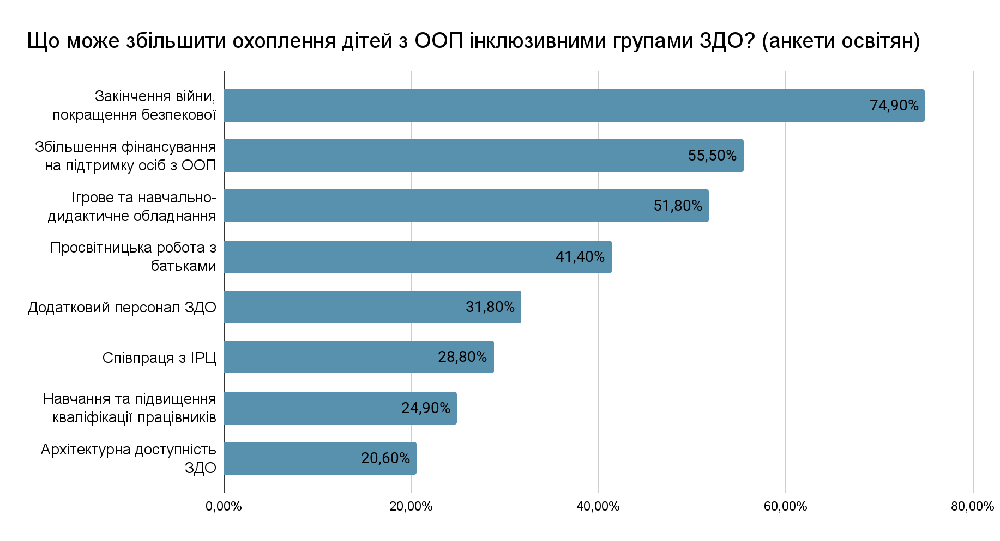 Що може збільшити охоплення дітей з ООП інклюзивними групами ЗДО? (анкети освітян)
Закінчення війни,
покращення безпекової
74,90%
Збільшення фінансування
на підтримку осіб з ООП
55,50%
Ігрове та навчально-
дидактичне обладнання
51,80%
Просвітницька робота з
батьками
41,40%
Додатковий персонал ЗДО
31,80%
Співпраця з ІРЦ
28,80%
Навчання та підвищення
кваліфікації працівників
24,90%
Архітектурна доступність
ЗДО
20,60%
0,00%
20,00%
40,00%
60,00%
80,00%